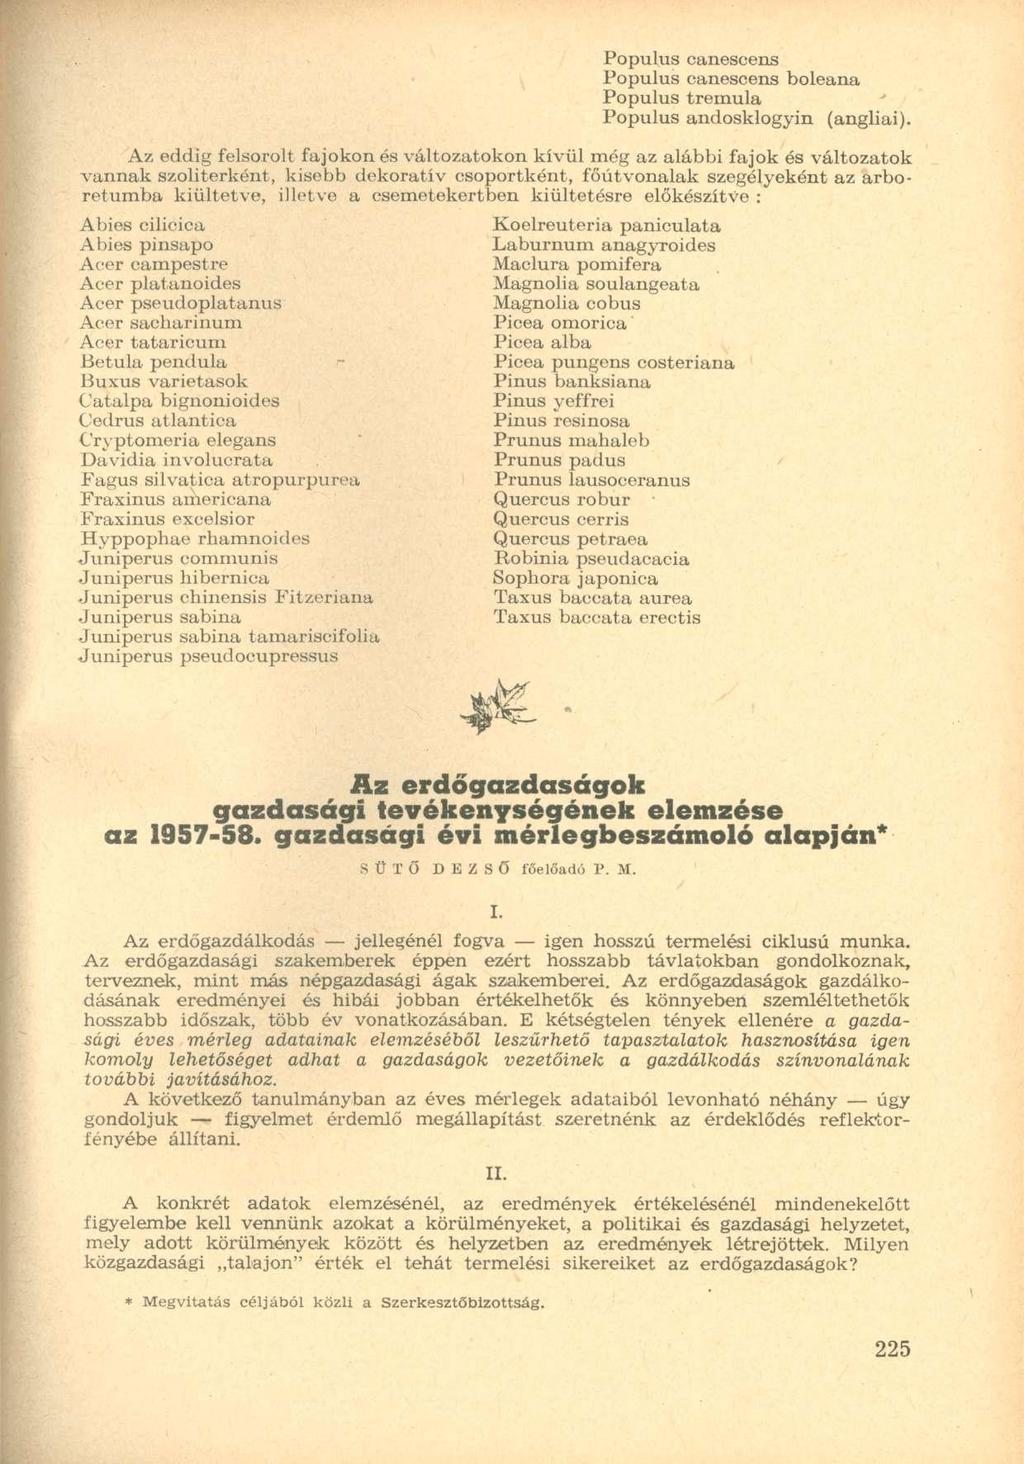 Populus canescens
Populus canescens boleana
Populus tremula
Populus andosklogyin (angliai).
Az eddig felsorolt fajokon és változatokon kívül még az alábbi fajok és változatok
vannak szoliterként, kisebb dekoratív csoportként, főútvonalak szegélyeként az arbo-
retumba kiültetve, illetve a csemetekertben kiültetésre előkészítve :
Abies cilicica
Abies pinsapo
Acer campestre
Acer platanoides
Acer pseudoplatanus
Acer sacharinum
Acer tataricum
Betula pendula
Buxus varietasok
Catalpa bignonioides
Cedrus atlantica
Cryptomeria elegans
Davidia involucrata
Fagus silvatica atropurpurea
Fraxinus americana
Fraxinus excelsior
Hyppophae rhamnoides
Juniperus communis
Juniperus hibernica
Juniperus chinensis Fitzeriana
Juniperus sabina
Juniperus sabina tamariscifolia
Juniperus pseudocupressus
Koelreuteria paniculata
Laburnum anagyroides
Maclura pomifera
Magnolia soulangeata
Magnolia cobus
Picea omorica
Picea alba
Picea pungens costeriana
Pinus banksiana
Pinus yeffrei
Pinus resinosa
Prunus mahaleb
Prunus padus
Prunus lausoceranus
Quercus robur
Quercus cerris
Quercus petraea
Robinia pseudacacia
Sophora japonica
Taxus baccata aurea
Taxus baccata erectis
Az erdőgazdaságok
gazdasági tevékenységének elemzése
az 1957-58. gazdasági évi mérlegbeszámoló alapján*
SÜTŐ DEZSŐ főelőadó P. M.
I.
Az erdőgazdálkodás — jellegénél fogva — igen hosszú termelési ciklusú munka.
Az erdőgazdasági szakemberek éppen ezért hosszabb távlatokban gondolkoznak,
terveznek, mint más népgazdasági ágak szakemberei. Az erdőgazdaságok gazdálko-
dásának eredményei és hibái jobban értékelhetők és könnyeben szemléltethetők
hosszabb időszak, több év vonatkozásában. E kétségtelen tények ellenére a gazda-
sági éves mérleg adatainak elemzéséből leszűrhető tapasztalatok hasznosítása igen
komoly lehetőséget adhat a gazdaságok vezetőinek a gazdálkodás színvonalának
további javításához.
A következő tanulmányban az éves mérlegek adataiból levonható néhány — úgy
gondoljuk — figyelmet érdemlő megállapítást szeretnénk az érdeklődés reflektor-
fényébe állítani.
II.
A konkrét adatok elemzésénél, az eredmények értékelésénél mindenekelőtt
figyelembe kell vennünk azokat a körülményeket, a politikai és gazdasági helyzetet,
mely adott körülmények között és helyzetben az eredmények létrejöttek. Milyen
közgazdasági „talajon” érték el tehát termelési sikereiket az erdőgazdaságok?
* Megvitatás céljából közli a Szerkesztőbizottság.
225